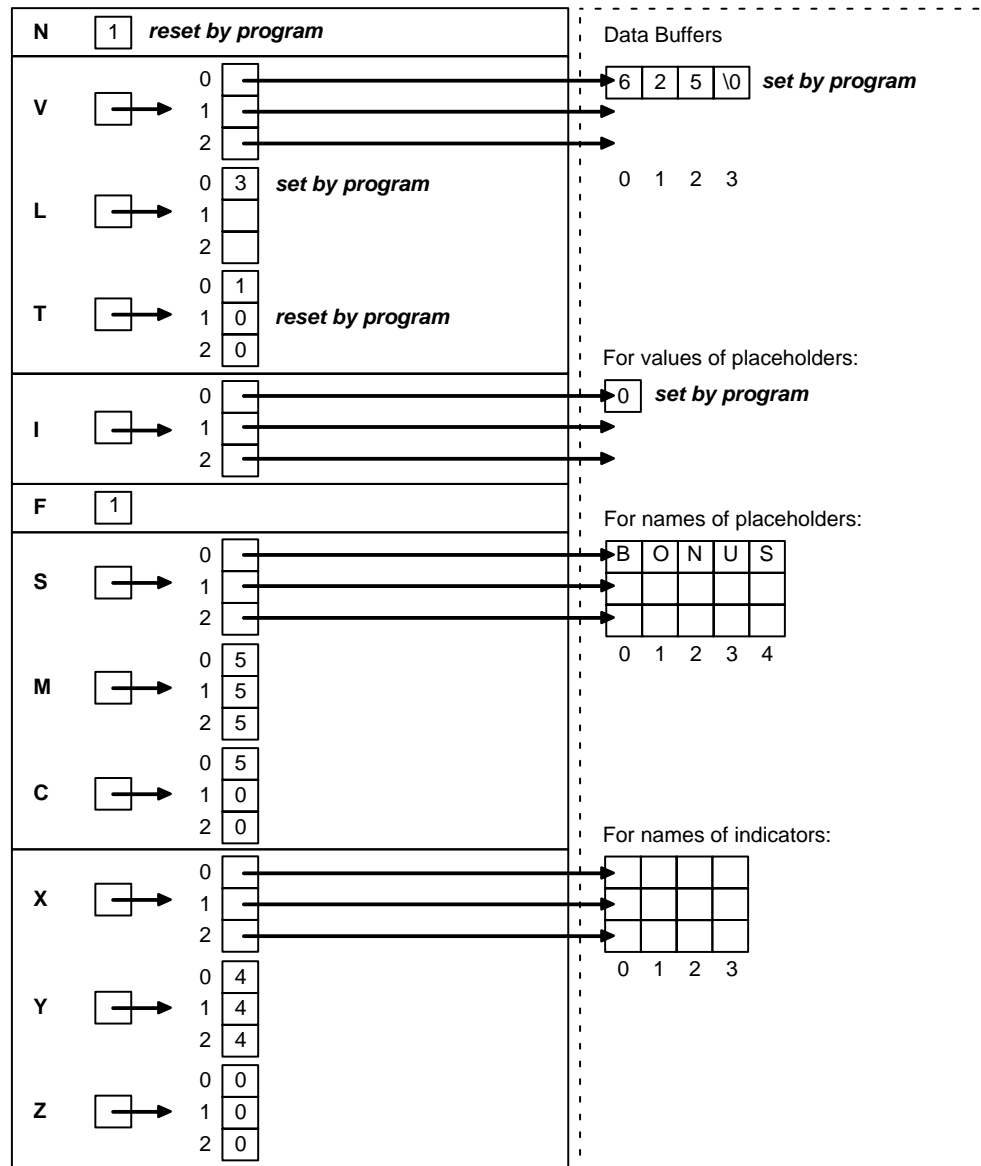 N 1 reset by program
Data Buffers
V
0
1
2
6 2 5 \0 set by program
0 1 2 3
L
0 3 set by program
1
2
T
0 1
1 0 reset by program
2 0
For values of placeholders:
0 set by program
I
0
1
2
F 1
For names of placeholders:
S
0
1
2
B O N U S
0 1 2 3 4
M
0 5
1 5
2 5
C
0 5
1 0
2 0
For names of indicators:
X
0
1
2
0 1 2 3
Y
0 4
1 4
2 4
Z
0 0
1 0
2 0